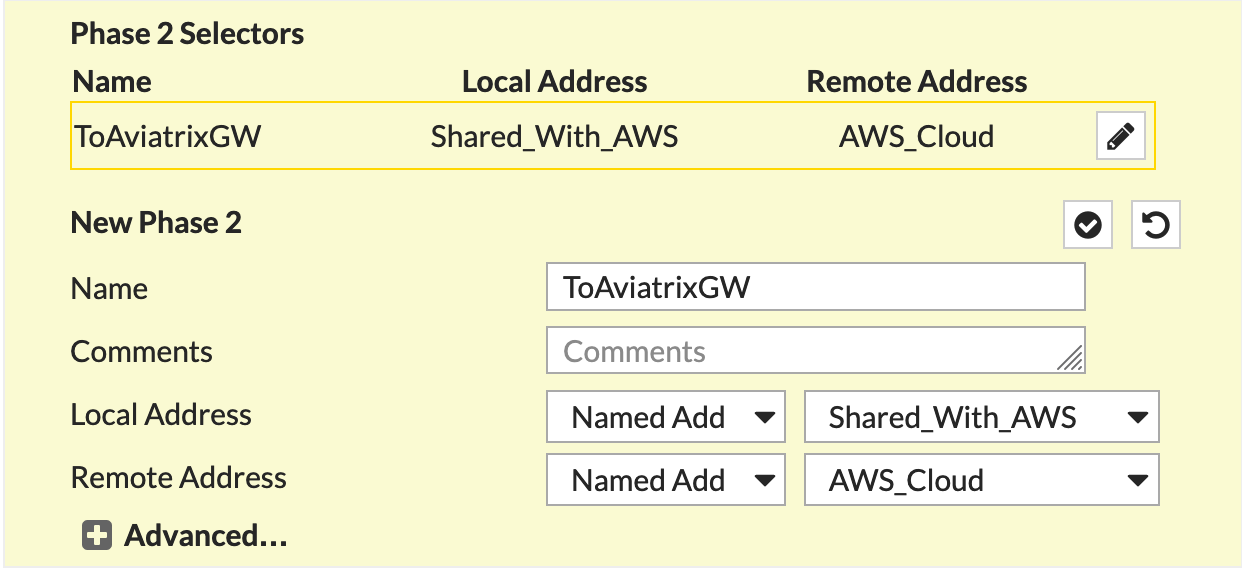 Phase 2 Selectors
Name Local Address Remote Address
ToAviatrixGW Shared_With_AWS AWS_Cloud
New Phase 2
Name ToAviatrixGW
Comments Comments
Local Address Named Add Shared_With_AWS
Remote Address Named Add AWS_Cloud
Advanced...